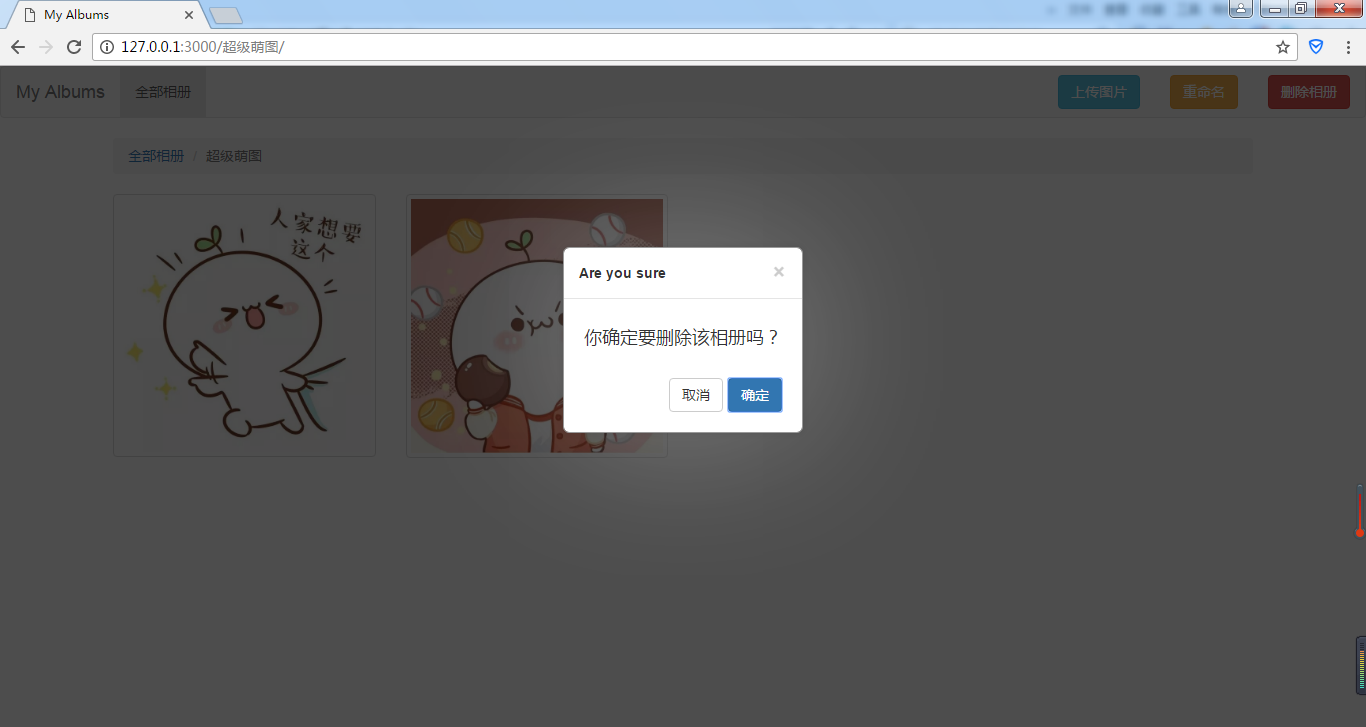 My Albums
127.0.0.1:3000/超级萌图/
My Albums 全部相册 上传图片 重命名 删除相册
全部相册 / 超级萌图
人家想要
这个
Are you sure ×
你确定要删除该相册吗？
取消 确定